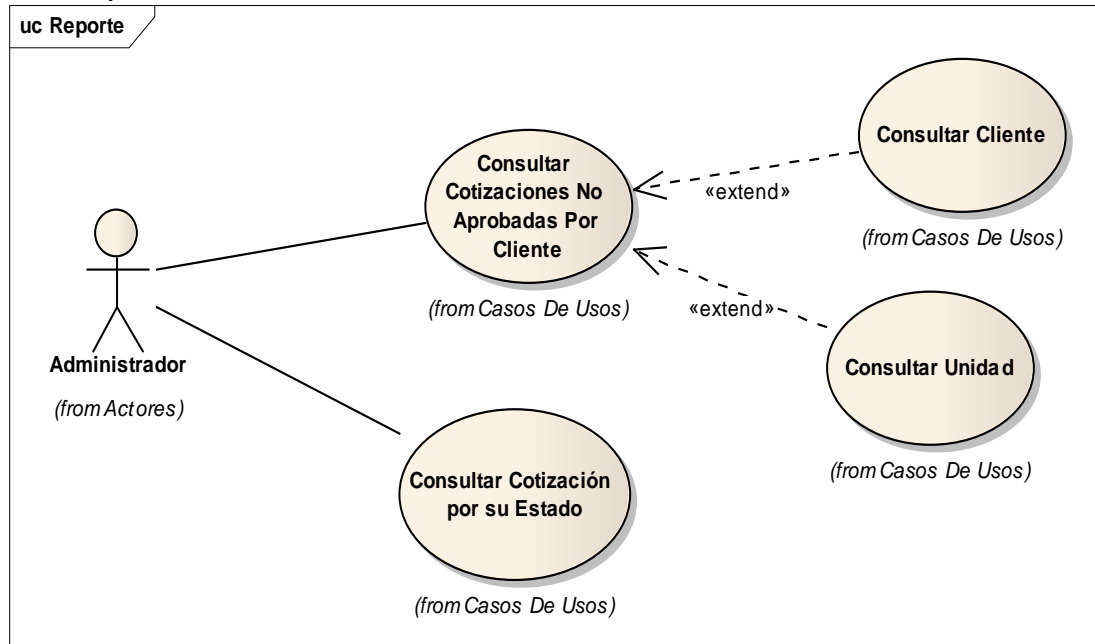 uc Reporte
Consultar
Cotizaciones No
Aprobadas Por
Cliente
(from Casos De Usos)
Consultar Cliente
(from Casos De Usos)
«extend»
«extend»
Consultar Unidad
(from Casos De Usos)
Administrador
(from Actores)
Consultar Cotización
por su Estado
(from Casos De Usos)